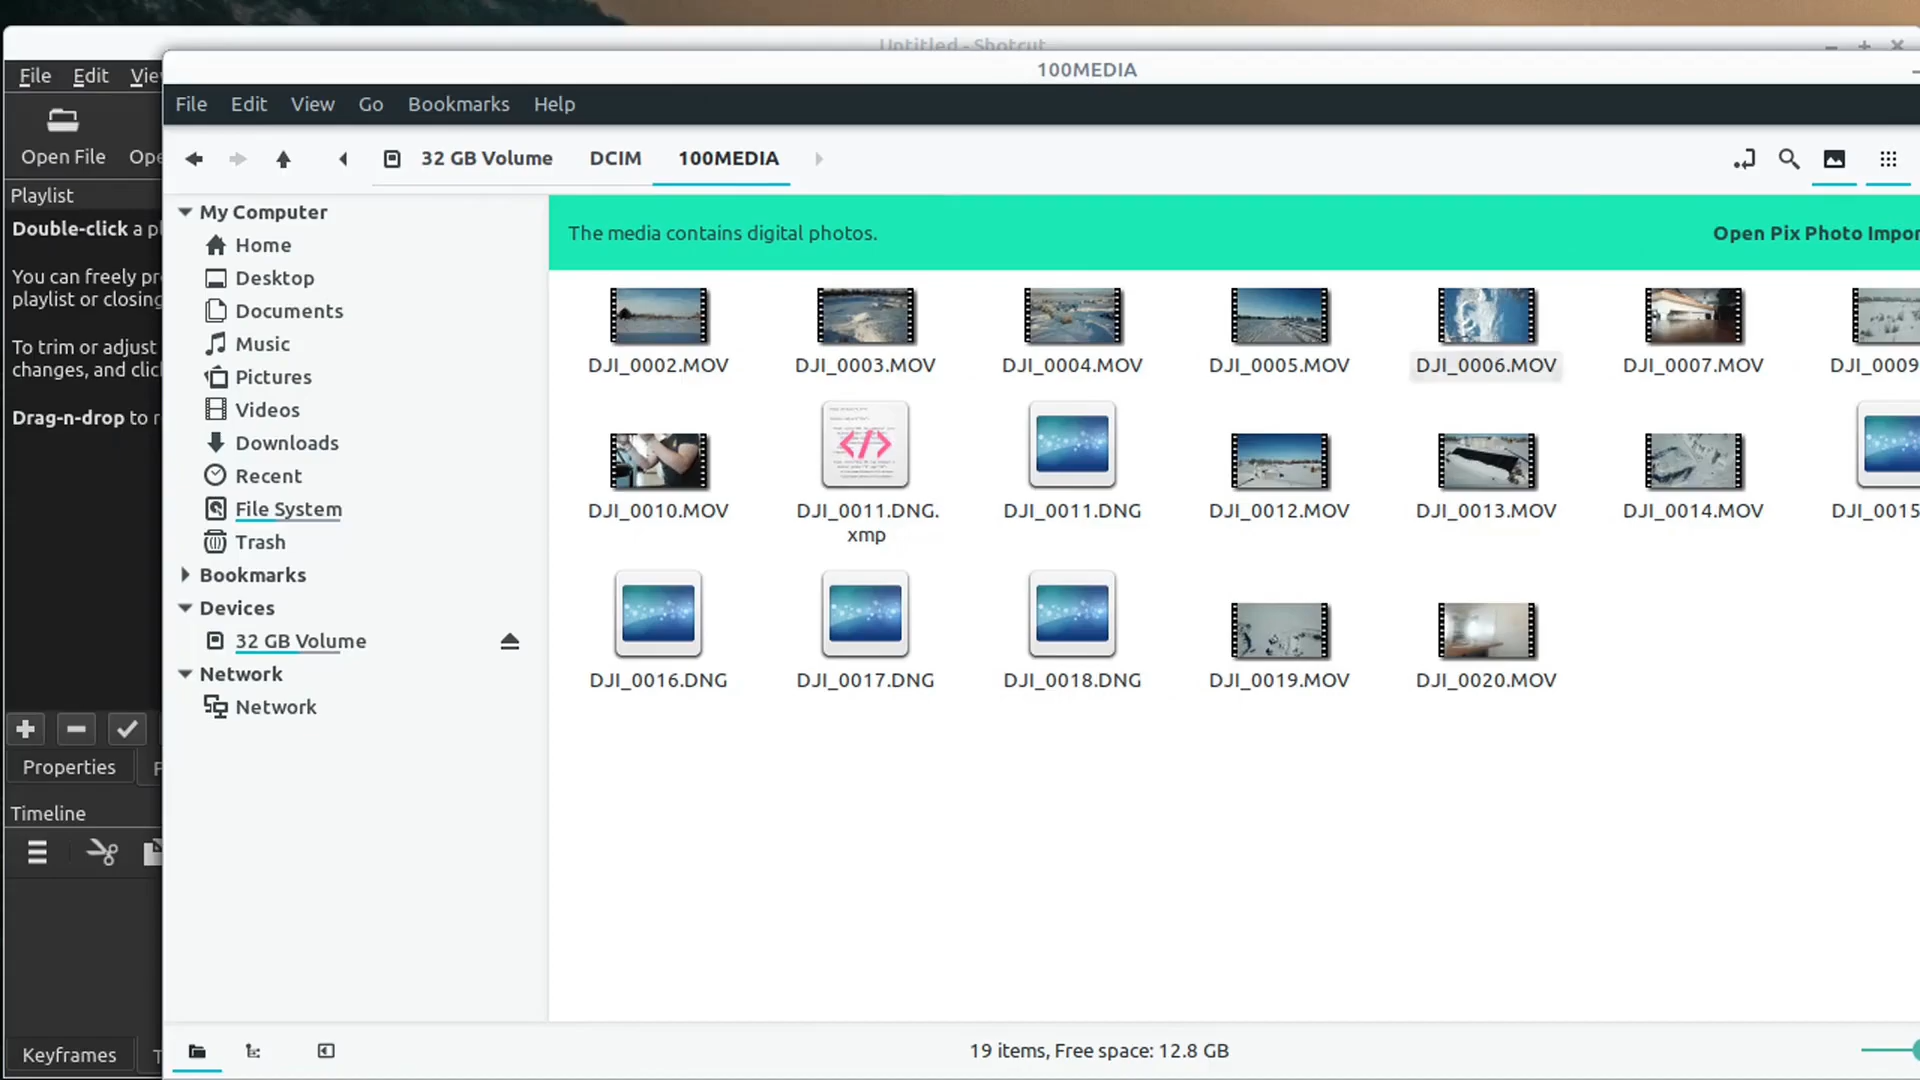 Untitled - Shotcut
100MEDIA
File Edit
File Edit View Go Bookmarks Help
Open File
32 GB Volume DCIM 100MEDIA
Playlist
Double-click a
You can freely
playlist or closing
To trim or adjust
changes, and
Drag-n-drop to
My Computer
Home
Desktop
Documents
Music
Pictures
Videos
Downloads
Recent
File System
Trash
Bookmarks
Devices
32 GB Volume
Network
Network
The media contains digital photos.
Open Pix Photo
DJI_0002.MOV DJI_0003.MOV DJI_0004.MOV DJI_0005.MOV DJI_0006.MOV DJI_0007.MOV DJI_0009
DJI_0010.MOV DJI_0011.DNG. DJI_0011.DNG DJI_0012.MOV DJI_0013.MOV DJI_0014.MOV DJI_0015
xmp
DJI_0016.DNG DJI_0017.DNG DJI_0018.DNG DJI_0019.MOV DJI_0020.MOV
Properties
Timeline
Keyframes
19 items, Free space: 12.8 GB